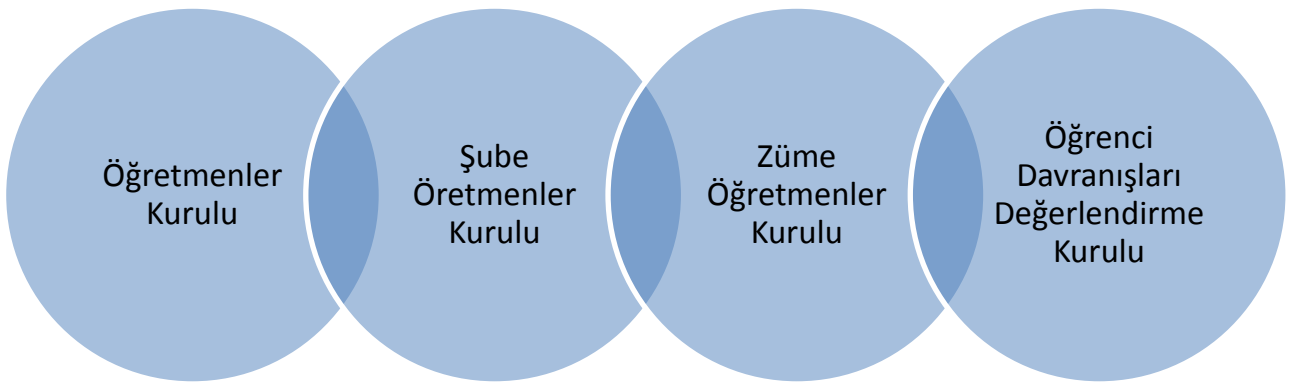 Öğretmenler
Kurulu
Şube
Öretmenler
Kurulu
Züme
Öğretmenler
Kurulu
Öğrenci
Davranışları
Değerlendirme
Kurulu